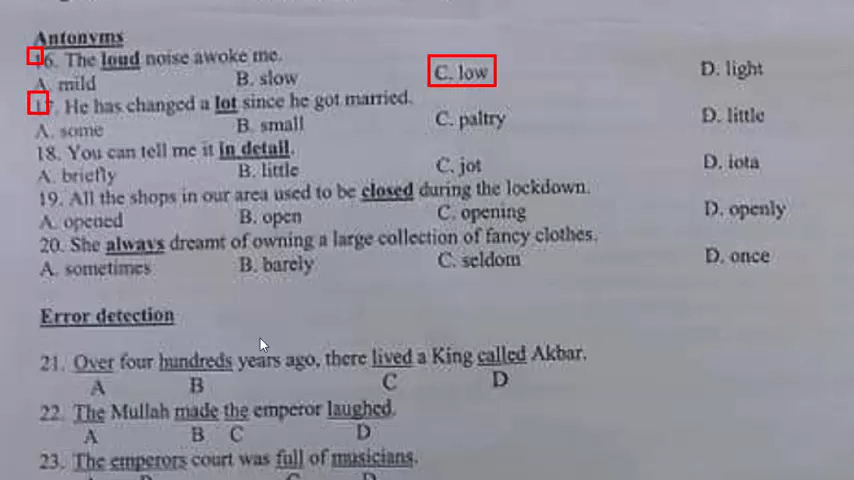 Antonyms
16. The loud noise awoke me.
A. mild B. slow C. low D. light
17. He has changed a lot since he got married.
A. some B. small C. paltry D. little
18. You can tell me it in detail.
A. briefly B. little C. jot D. iota
19. All the shops in our area used to be closed during the lockdown.
A. opened B. open C. opening D. openly
20. She always dreamt of owning a large collection of fancy clothes.
A. sometimes B. barely C. seldom D. once
Error detection
21. Over four hundreds years ago, there lived a King called Akbar.
A B C D
22. The Mullah made the emperor laughed.
A B C D
23. The emperors court was full of musicians.